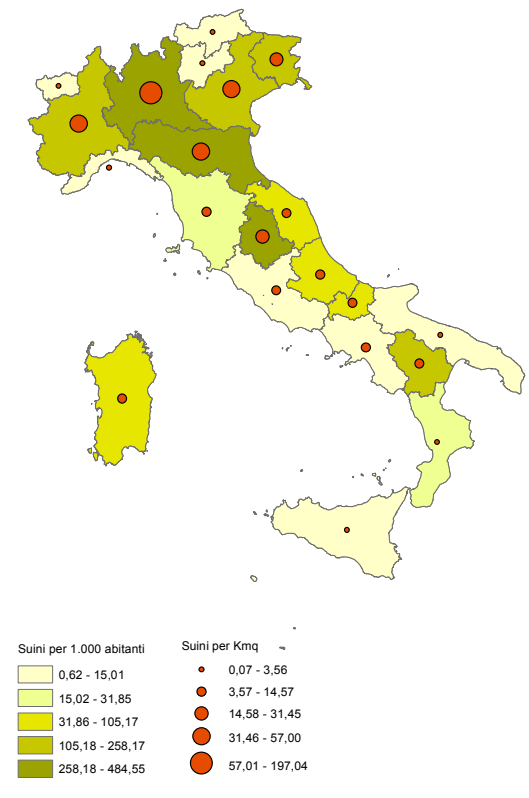 Suini per 1.000 abitanti
0,62 - 15,01
15,02 - 31,85
31,86 - 105,17
105,18 - 258,17
258,18 - 484,55
Suini per Kmq
0,07 - 3,56
3,57 - 14,57
14,58 - 31,45
31,46 - 57,00
57,01 - 197,04